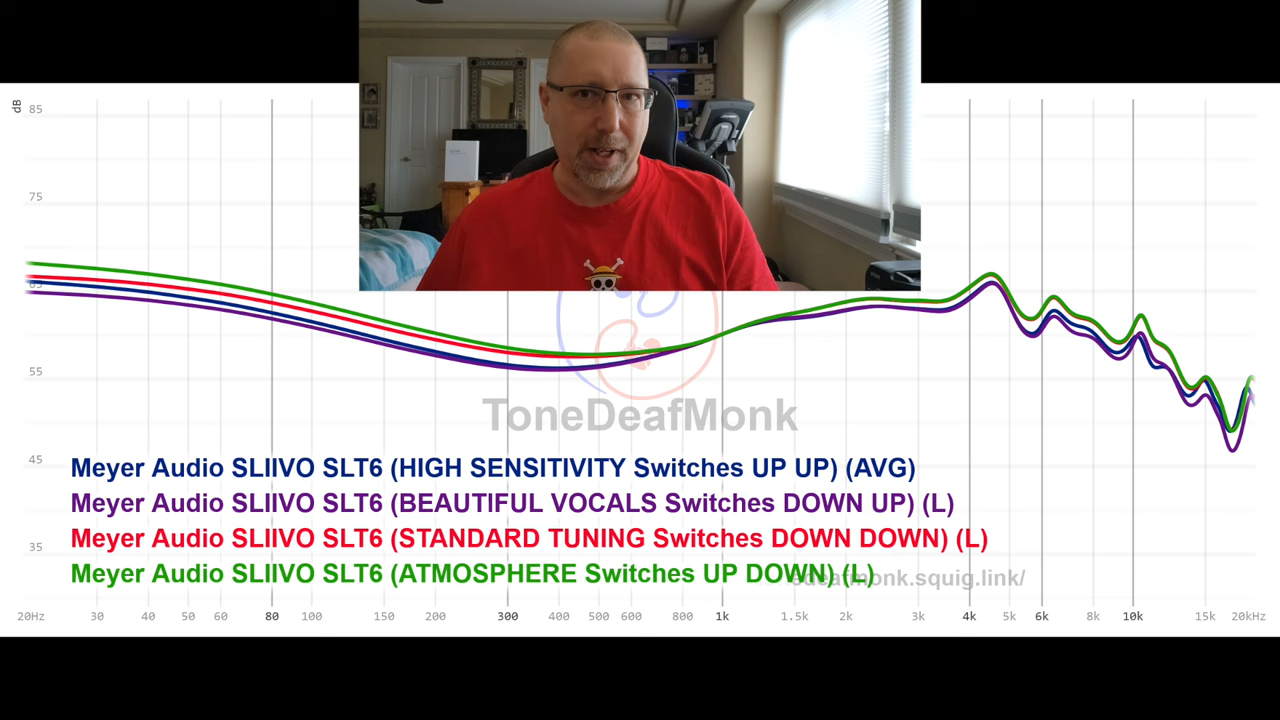 dB
85
75
65
55
45
35
ToneDeafMonk
Meyer Audio SLIIVO SLT6 (HIGH SENSITIVITY Switches UP UP) (AVG)
Meyer Audio SLIIVO SLT6 (BEAUTIFUL VOCALS Switches DOWN UP) (L)
Meyer Audio SLIIVO SLT6 (STANDARD TUNING Switches DOWN DOWN) (L)
Meyer Audio SLIIVO SLT6 (ATMOSPHERE Switches UP DOWN) (L)
edeafmonk.squig.link/
20Hz 30 40 50 60 80 100 150 200 300 400 500 600 800 1k 1.5k 2k 3k 4k 5k 6k 8k 10k 15k 20kHz